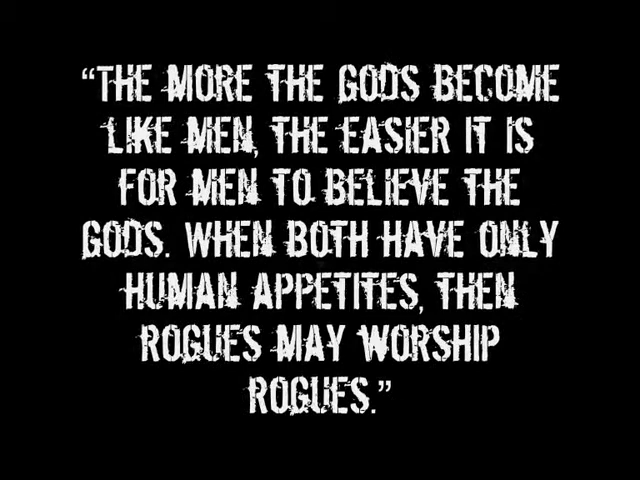 “THE MORE THE GODS BECOME
LIKE MEN, THE EASIER IT IS
FOR MEN TO BELIEVE THE
GODS. WHEN BOTH HAVE ONLY
HUMAN APPETITES, THEN
ROGUES MAY WORSHIP
ROGUES.”